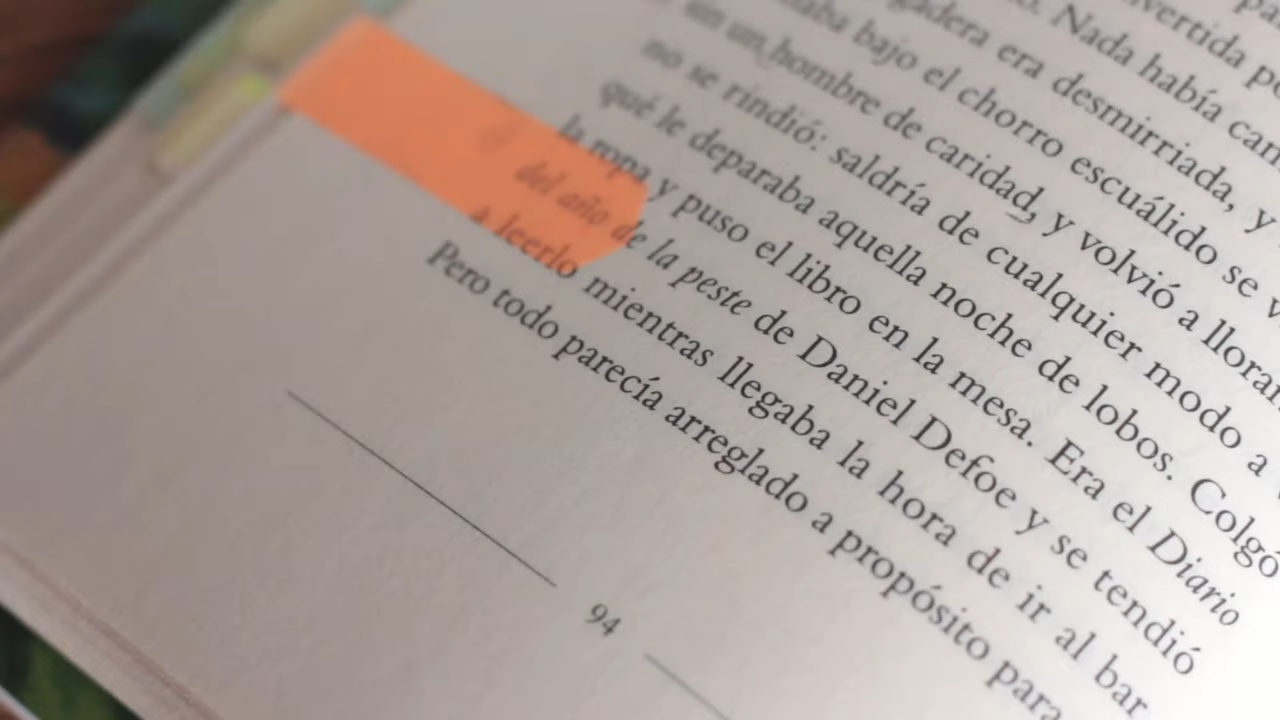 vertida
Nada había
era desmirriada, y
bajo el chorro escuálido se
un hombre de caridad, y volvió a
no se rindió: saldría de cualquier modo a
qué le deparaba aquella noche de lobos. Colgó
la ropa y puso el libro en la mesa. Era el Diario
del año de la peste de Daniel Defoe y se tendió
a leerlo mientras llegaba la hora de ir al bar
Pero todo parecía arreglado a propósito para
94